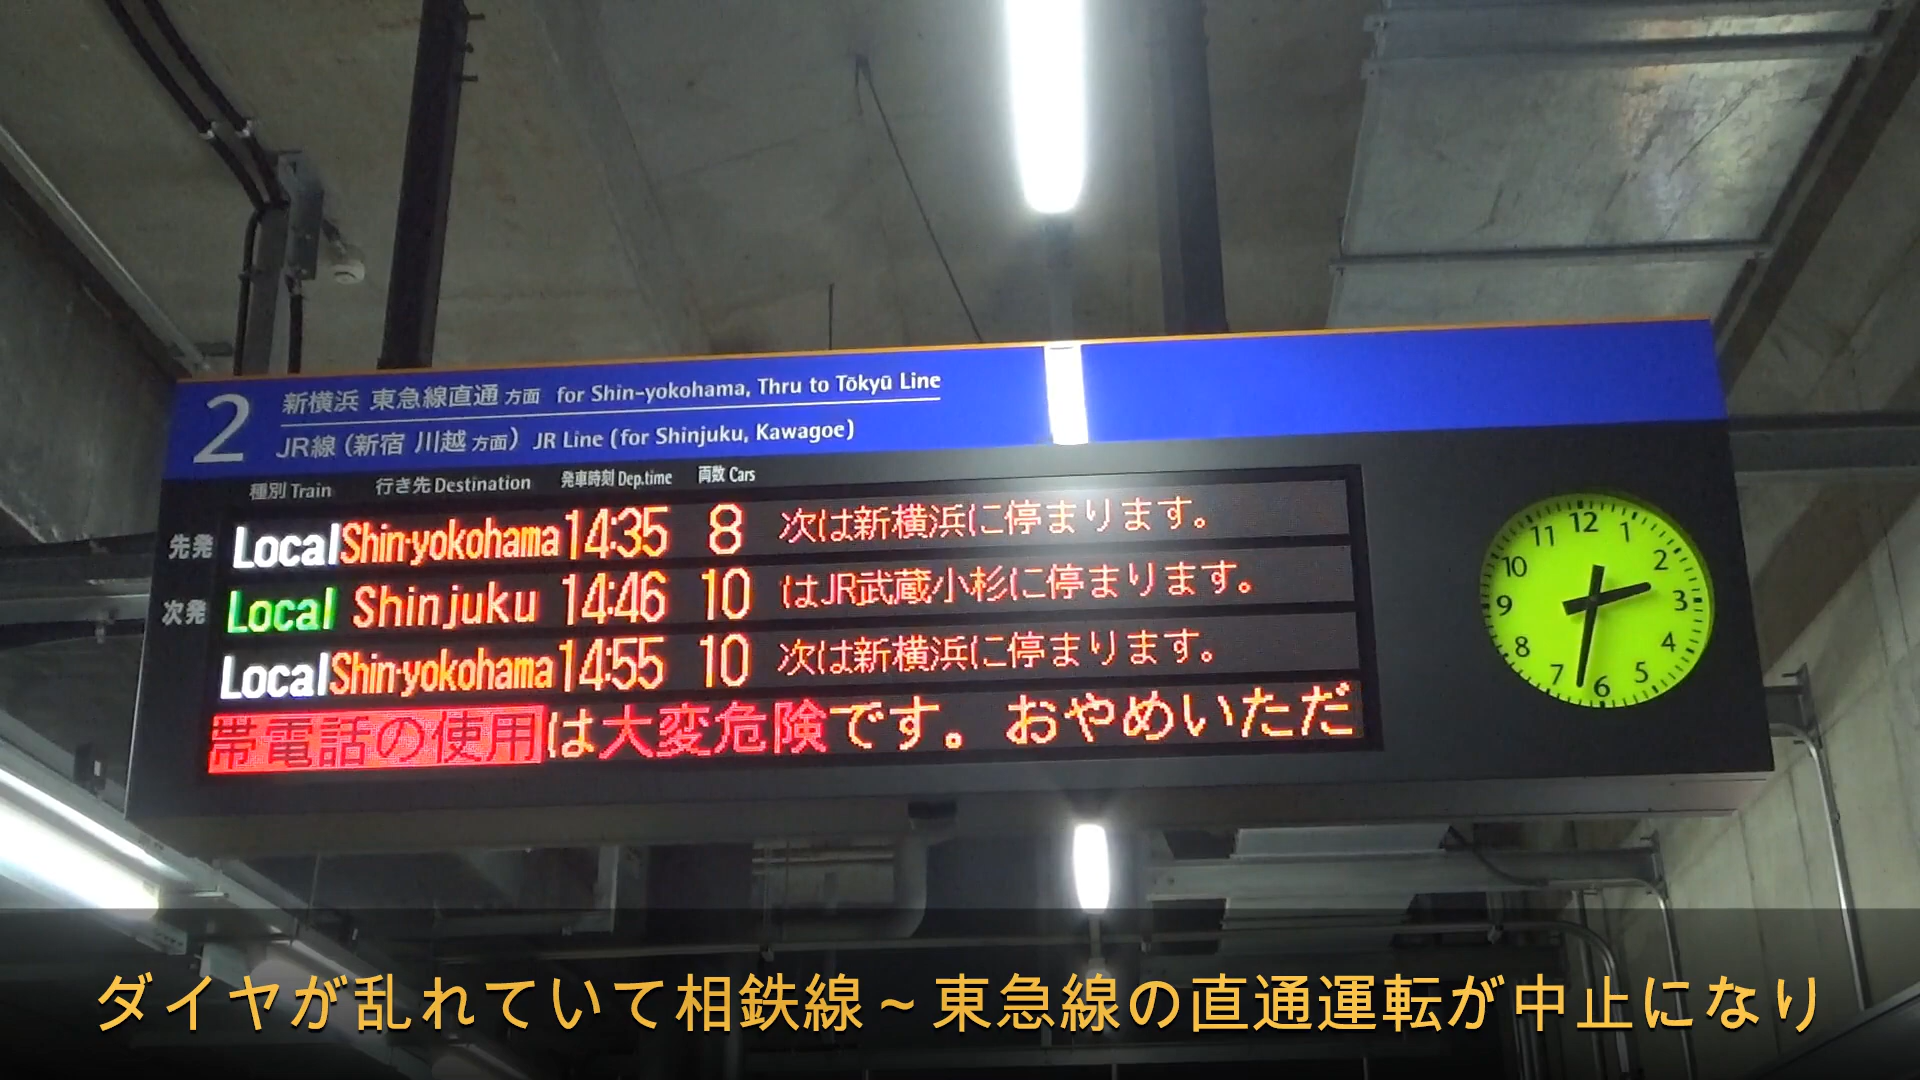 2
新横浜 東急線直通 方面 for Shin-yokohama, Thru to Tōkyū Line
JR線（新宿 川越 方面）JR Line (for Shinjuku, Kawagoe)
種別 Train 行き先 Destination 発車時刻 Dep.time 両数 Cars
先発 Local Shin-yokohama 14:35 8 次は新横浜に停まります。
次発 Local Shinjuku 14:46 10 はJR武蔵小杉に停まります。
Local Shin-yokohama 14:55 10 次は新横浜に停まります。
帯電話の使用は大変危険です。おやめいただ
12 1 2 3 4 5 6 7 8 9 10 11
ダイヤが乱れていて相鉄線～東急線の直通運転が中止になり